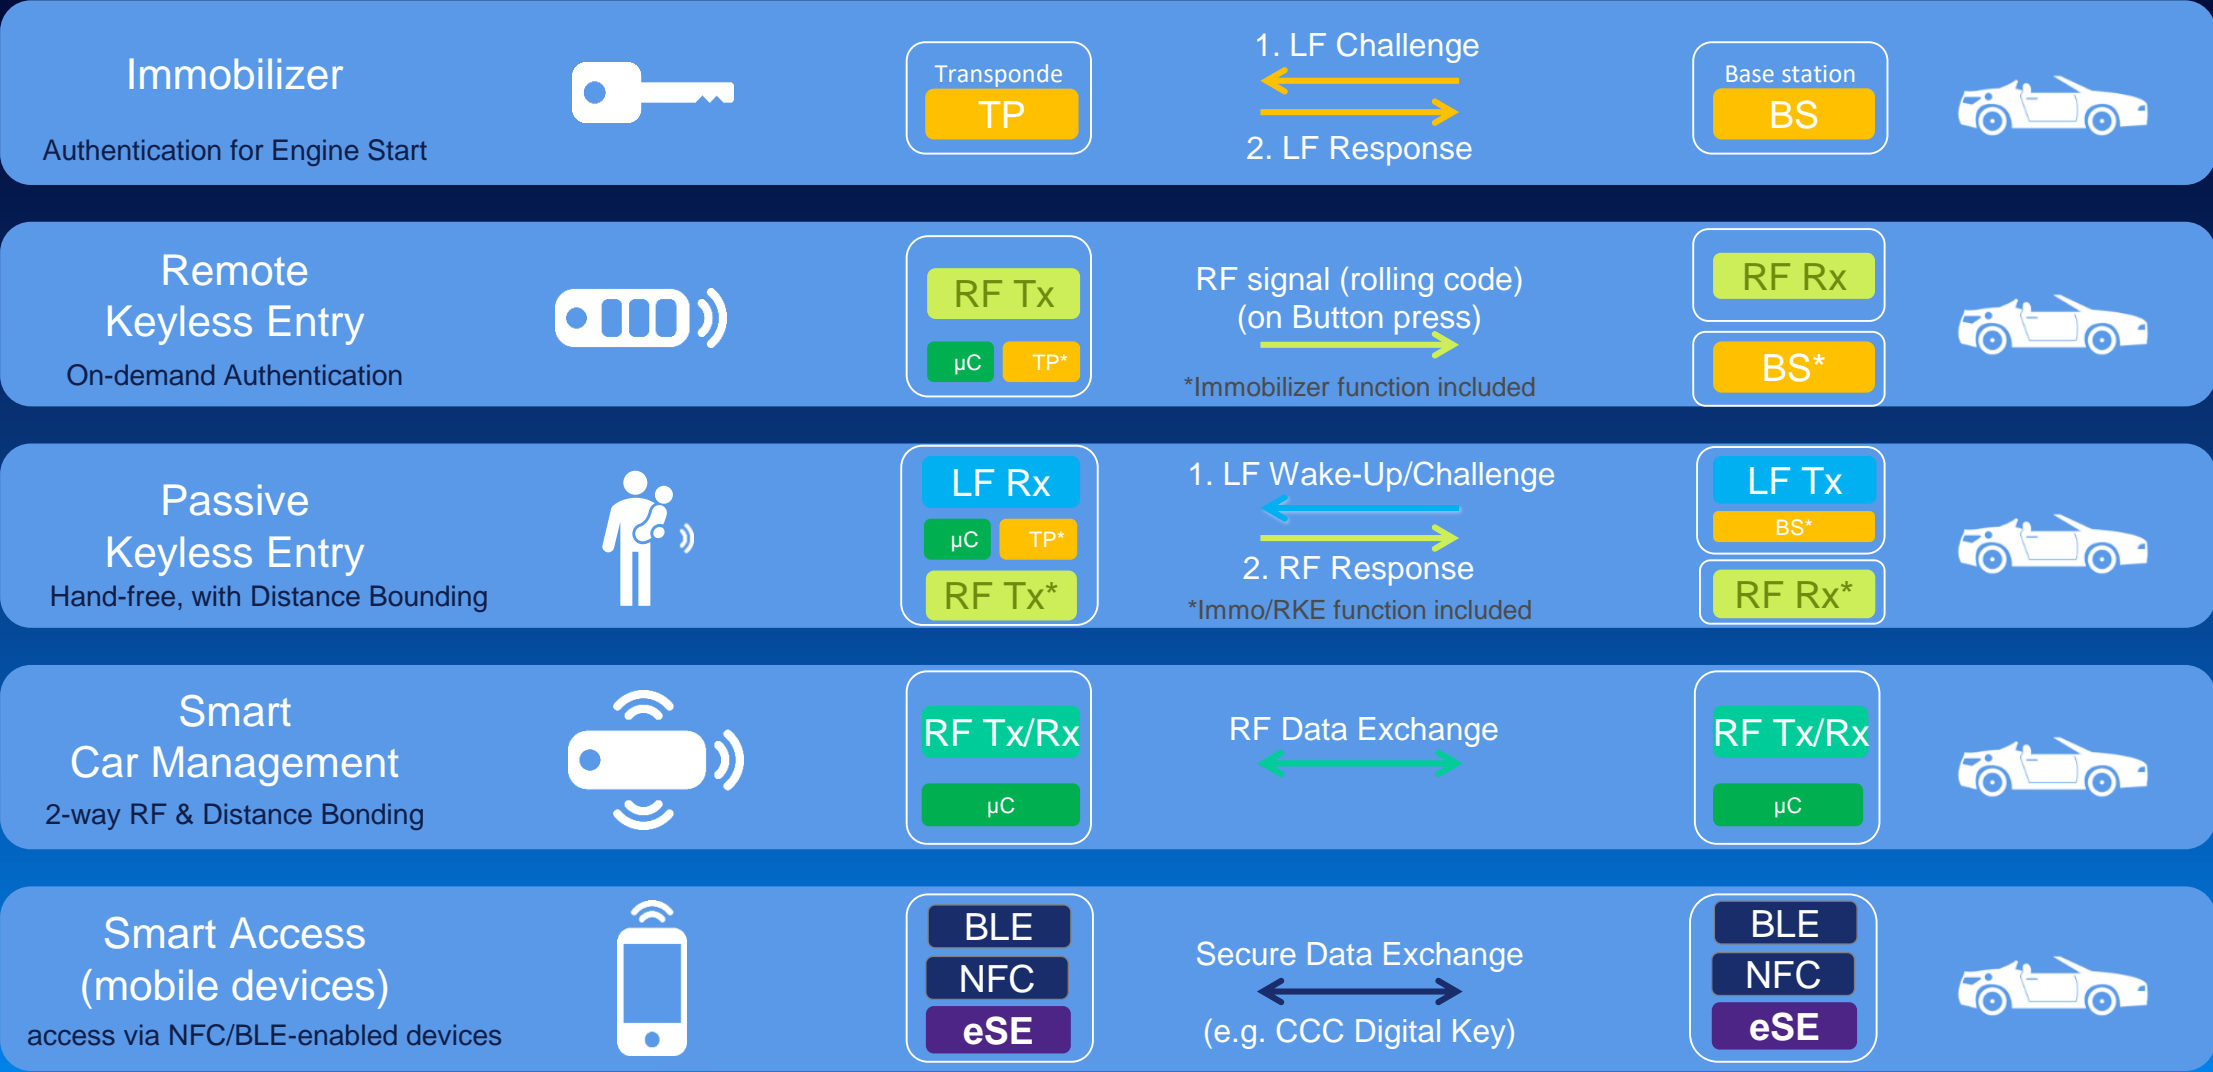 Immobilizer
Authentication for Engine Start
Transponde
TP
1. LF Challenge
2. LF Response
Base station
BS
Remote
Keyless Entry
On-demand Authentication
RF Tx
µC
TP*
RF signal (rolling code)
(on Button press)
*Immobilizer function included
RF Rx
BS*
Passive
Keyless Entry
Hand-free, with Distance Bounding
LF Rx
µC
TP*
RF Tx*
1. LF Wake-Up/Challenge
2. RF Response
*Immo/RKE function included
LF Tx
BS*
RF Rx*
Smart
Car Management
2-way RF & Distance Bonding
RF Tx/Rx
µC
RF Data Exchange
RF Tx/Rx
µC
Smart Access
(mobile devices)
access via NFC/BLE-enabled devices
BLE
NFC
eSE
Secure Data Exchange
(e.g. CCC Digital Key)
BLE
NFC
eSE